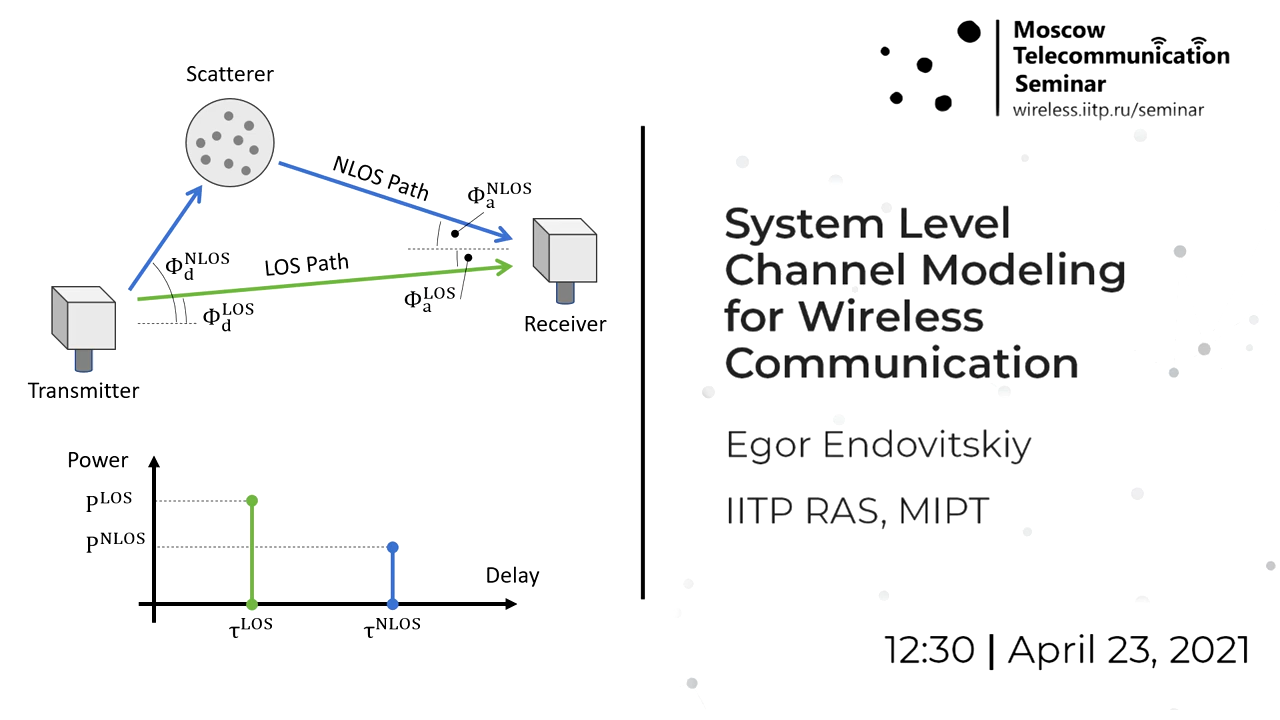 Scatterer
NLOS Path
Φ_a^NLOS
Φ_d^NLOS
LOS Path
Φ_a^LOS
Φ_d^LOS
Receiver
Transmitter
Power
P^LOS
P^NLOS
Delay
τ^LOS
τ^NLOS
Moscow
Telecommunication
Seminar
wireless.iitp.ru/seminar
System Level
Channel Modeling
for Wireless
Communication
Egor Endovitskiy
IITP RAS, MIPT
12:30 | April 23, 2021